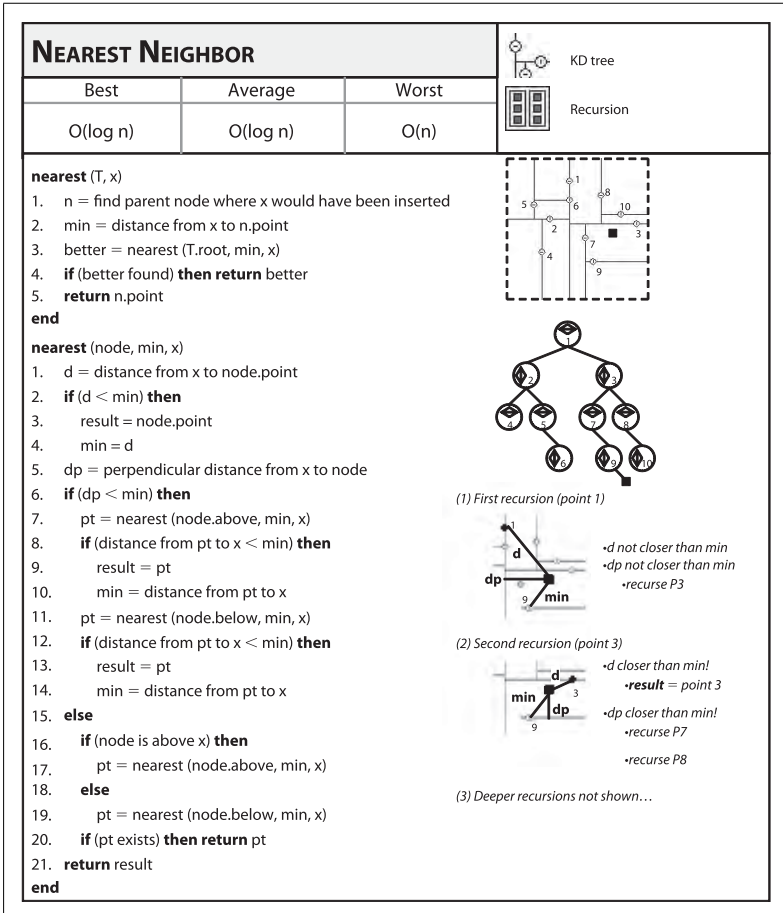 NEAREST NEIGHBOR
Best Average Worst
O(log n) O(log n) O(n)
KD tree
Recursion
nearest (T, x)
1. n = find parent node where x would have been inserted
2. min = distance from x to n.point
3. better = nearest (T.root, min, x)
4. if (better found) then return better
5. return n.point
end
nearest (node, min, x)
1. d = distance from x to node.point
2. if (d < min) then
3. result = node.point
4. min = d
5. dp = perpendicular distance from x to node
6. if (dp < min) then
7. pt = nearest (node.above, min, x)
8. if (distance from pt to x < min) then
9. result = pt
10. min = distance from pt to x
11. pt = nearest (node.below, min, x)
12. if (distance from pt to x < min) then
13. result = pt
14. min = distance from pt to x
15. else
16. if (node is above x) then
17. pt = nearest (node.above, min, x)
18. else
19. pt = nearest (node.below, min, x)
20. if (pt exists) then return pt
21. return result
end
1
8
5
6
10
2
3
7
4
9
1
2 3
4 5 7 8
6 9 10
(1) First recursion (point 1)
1
d
dp
9 min
•d not closer than min
•dp not closer than min
•recurse P3
(2) Second recursion (point 3)
d
3
min
dp
9
•d closer than min!
•result = point 3
•dp closer than min!
•recurse P7
•recurse P8
(3) Deeper recursions not shown…